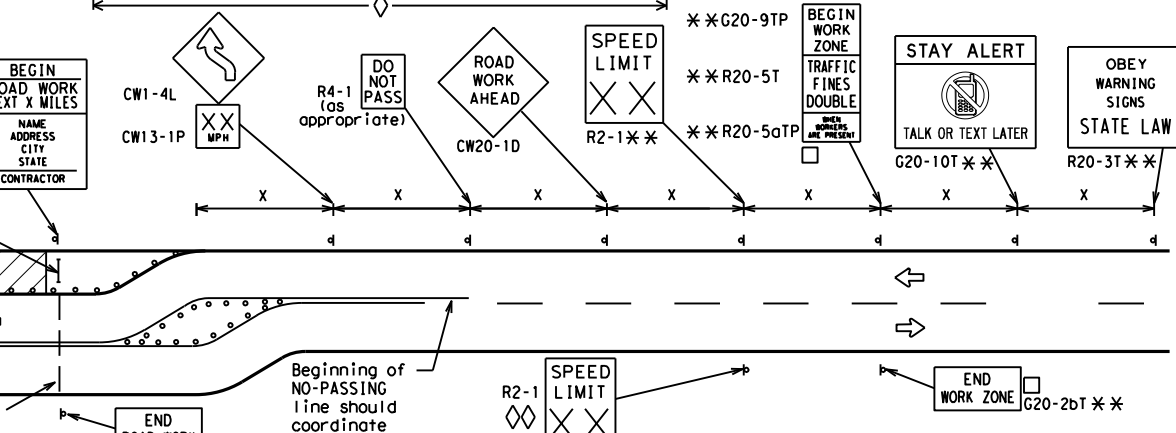 BEGIN
ROAD WORK
NEXT X MILES
NAME
ADDRESS
CITY
STATE
CONTRACTOR
CW1-4L
CW13-1P
XX
MPH
R4-1
(as
appropriate)
DO
NOT
PASS
ROAD
WORK
AHEAD
CW20-1D
SPEED
LIMIT
X X
R2-1**
**G20-9TP
**R20-5T
**R20-5aTP
BEGIN
WORK
ZONE
TRAFFIC
FINES
DOUBLE
WHEN
WORKERS
ARE PRESENT
STAY ALERT
TALK OR TEXT LATER
G20-10T **
OBEY
WARNING
SIGNS
STATE LAW
R20-3T **
X
X
X
X
X
X
X
Beginning of
NO-PASSING
line should
coordinate
R2-1
SPEED
LIMIT
X X
END
WORK ZONE
G20-2bT **
END
ROAD WORK